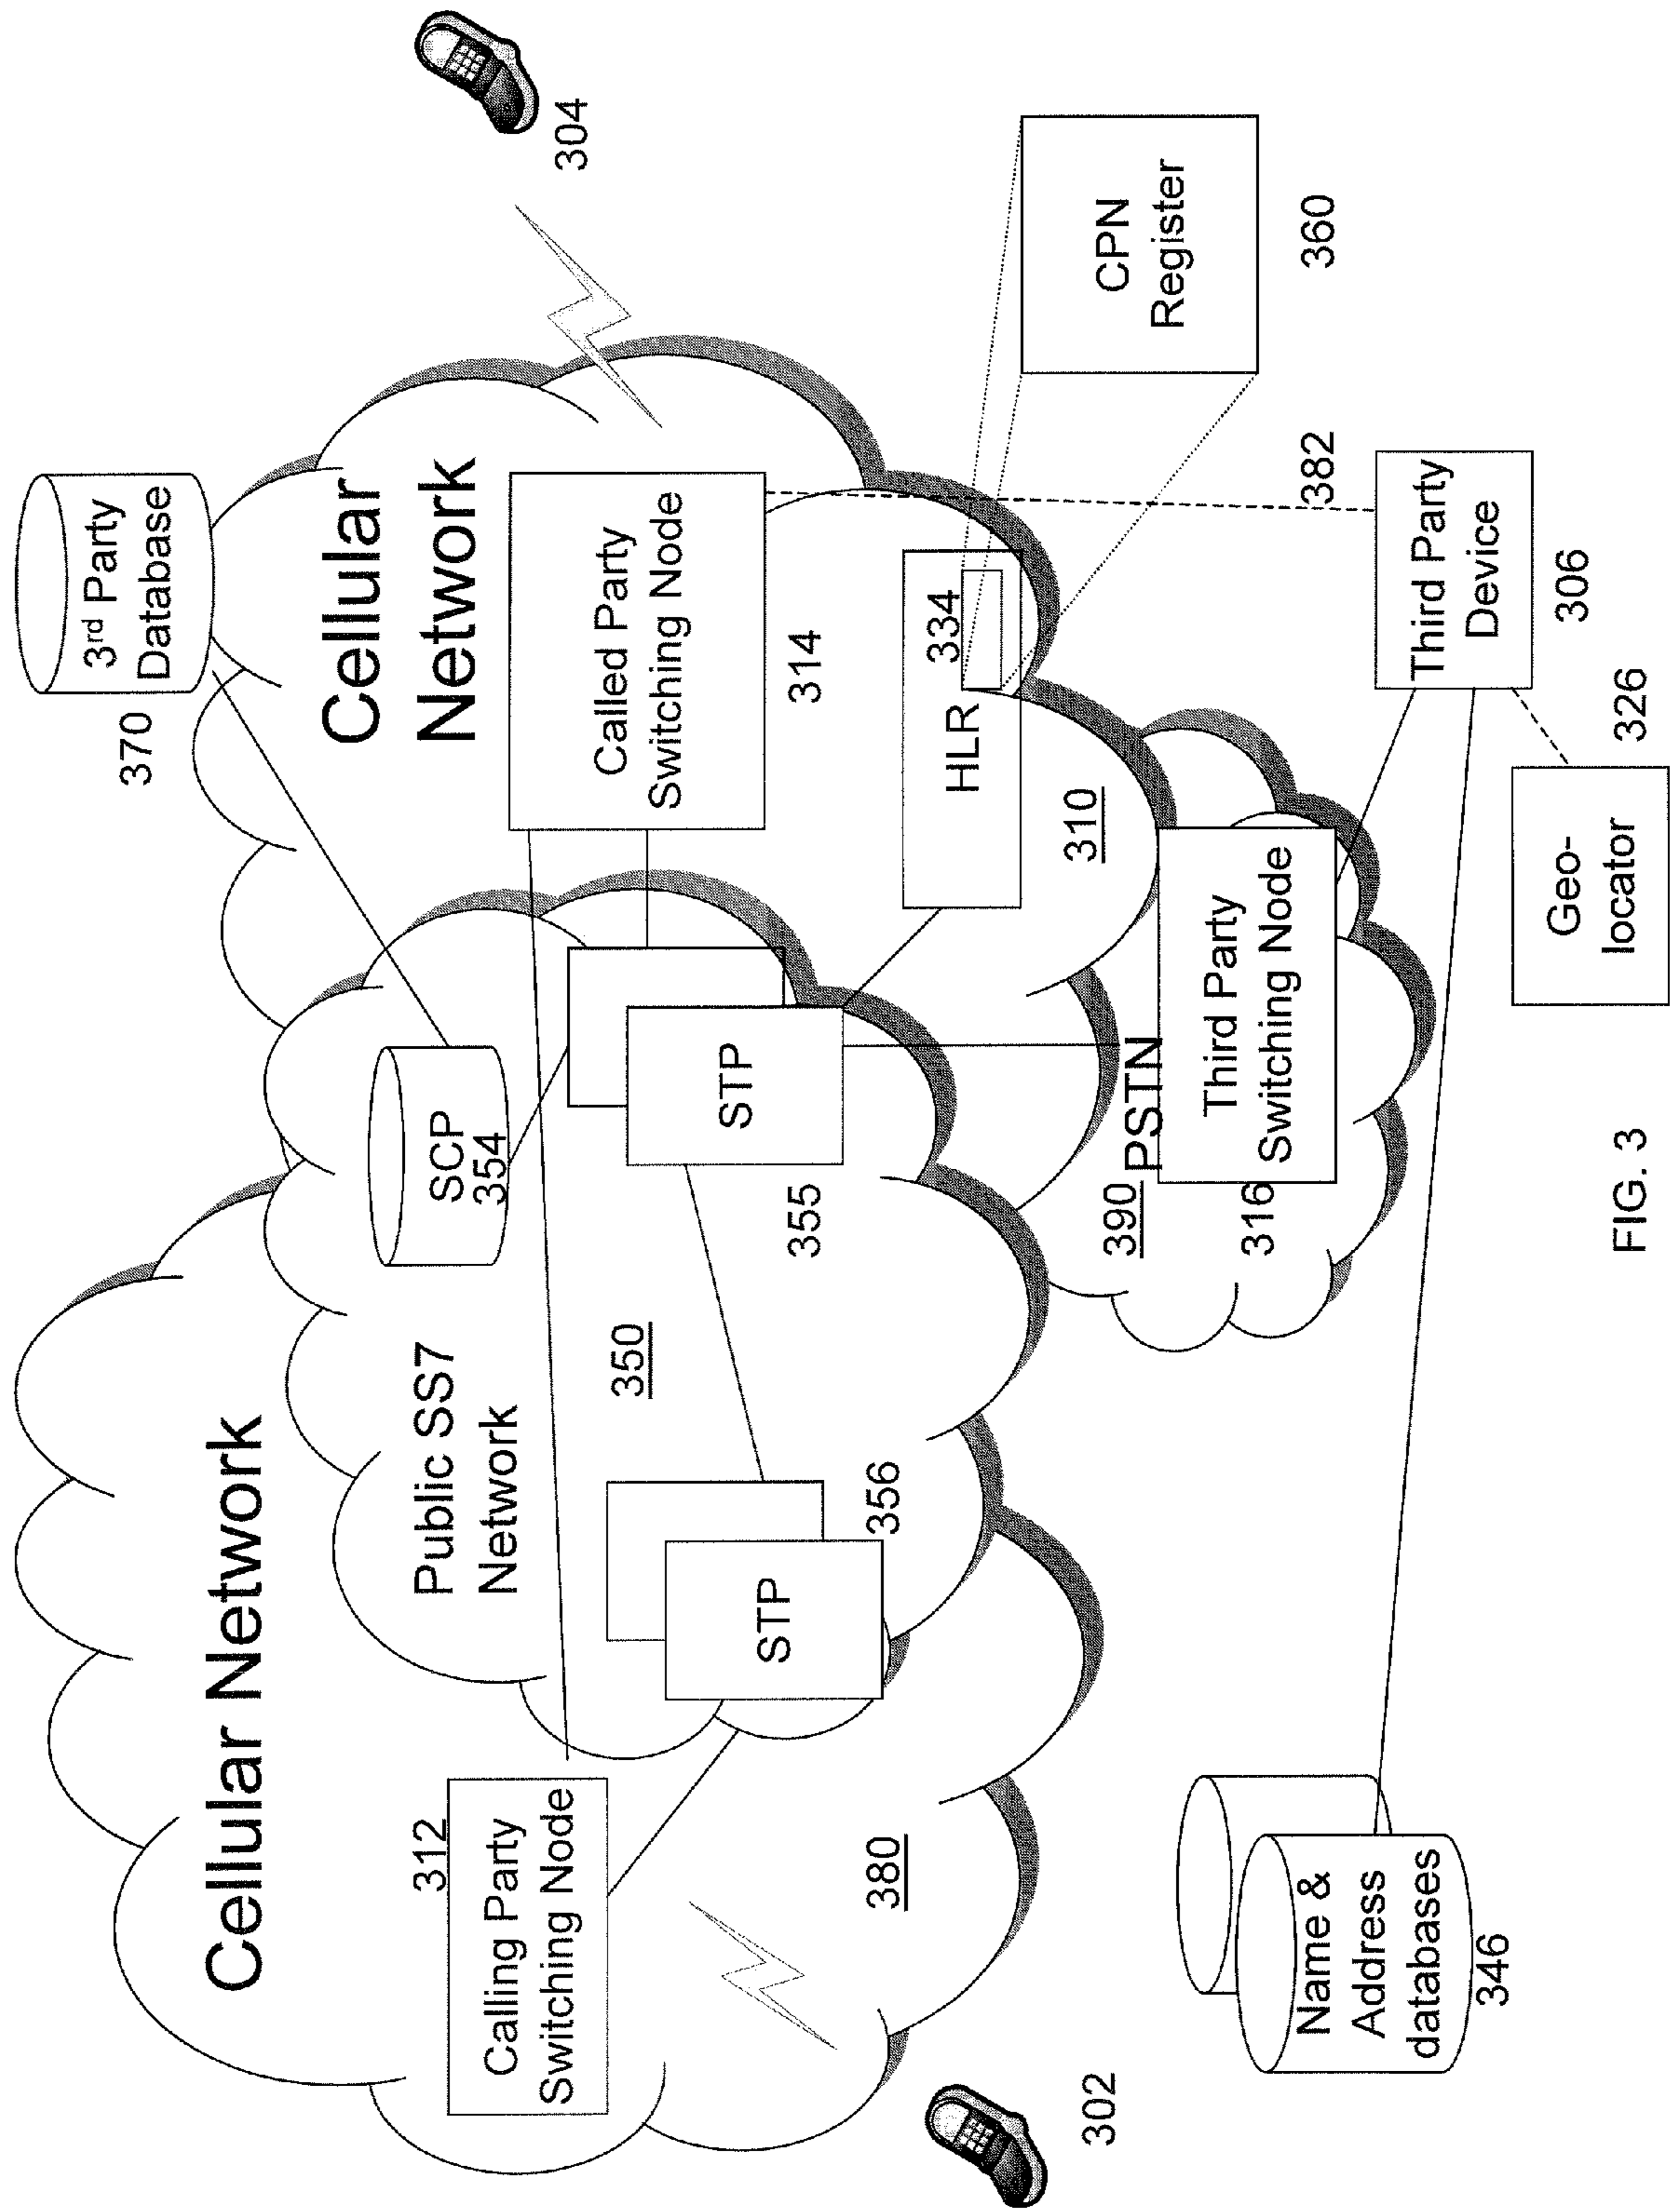 Cellular Network
3rd Party
Database
370
Cellular
Network
304
Public SS7
Network
SCP
354
312
Calling Party
Switching Node
Called Party
Switching Node
314
350
STP
355
STP
356
HLR
334
310
380
CPN
Register
360
302
390
PSTN
316
Third Party
Switching Node
382
Third Party
Device
306
Name &
Address
databases
346
Geo-
locator
326
FIG. 3